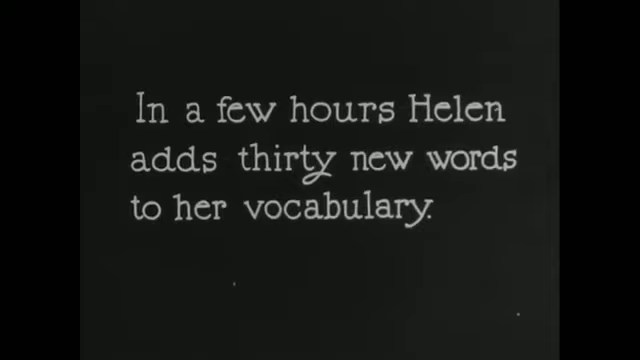 In a few hours Helen
adds thirty new words
to her vocabulary.